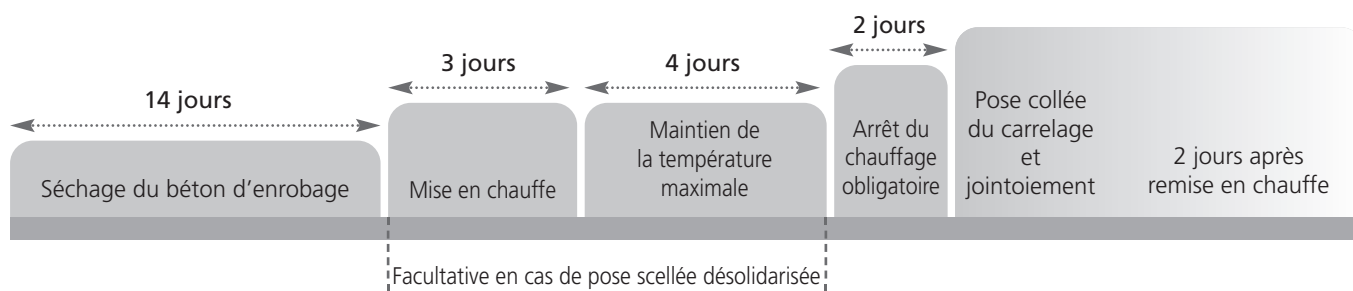 14 jours
Séchage du béton d'enrobage
3 jours
Mise en chauffe
4 jours
Maintien de
la température
maximale
2 jours
Arrêt du
chauffage
obligatoire
Pose collée
du carrelage
et
jointoiement
2 jours après
remise en chauffe
Facultative en cas de pose scellée désolidarisée